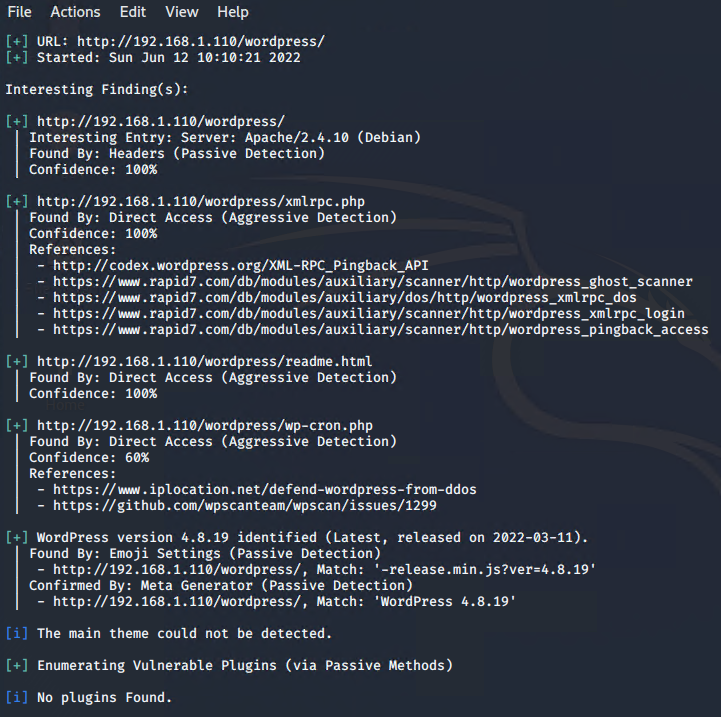 File Actions Edit View Help
[+] URL: http://192.168.1.110/wordpress/
[+] Started: Sun Jun 12 10:10:21 2022
Interesting Finding(s):
[+] http://192.168.1.110/wordpress/
| Interesting Entry: Server: Apache/2.4.10 (Debian)
| Found By: Headers (Passive Detection)
| Confidence: 100%
[+] http://192.168.1.110/wordpress/xmlrpc.php
| Found By: Direct Access (Aggressive Detection)
| Confidence: 100%
| References:
|  - http://codex.wordpress.org/XML-RPC_Pingback_API
|  - https://www.rapid7.com/db/modules/auxiliary/scanner/http/wordpress_ghost_scanner
|  - https://www.rapid7.com/db/modules/auxiliary/dos/http/wordpress_xmlrpc_dos
|  - https://www.rapid7.com/db/modules/auxiliary/scanner/http/wordpress_xmlrpc_login
|  - https://www.rapid7.com/db/modules/auxiliary/scanner/http/wordpress_pingback_access
[+] http://192.168.1.110/wordpress/readme.html
| Found By: Direct Access (Aggressive Detection)
| Confidence: 100%
[+] http://192.168.1.110/wordpress/wp-cron.php
| Found By: Direct Access (Aggressive Detection)
| Confidence: 60%
| References:
|  - https://www.iplocation.net/defend-wordpress-from-ddos
|  - https://github.com/wpscanteam/wpscan/issues/1299
[+] WordPress version 4.8.19 identified (Latest, released on 2022-03-11).
| Found By: Emoji Settings (Passive Detection)
|  - http://192.168.1.110/wordpress/, Match: '-release.min.js?ver=4.8.19'
| Confirmed By: Meta Generator (Passive Detection)
|  - http://192.168.1.110/wordpress/, Match: 'WordPress 4.8.19'
[i] The main theme could not be detected.
[+] Enumerating Vulnerable Plugins (via Passive Methods)
[i] No plugins Found.